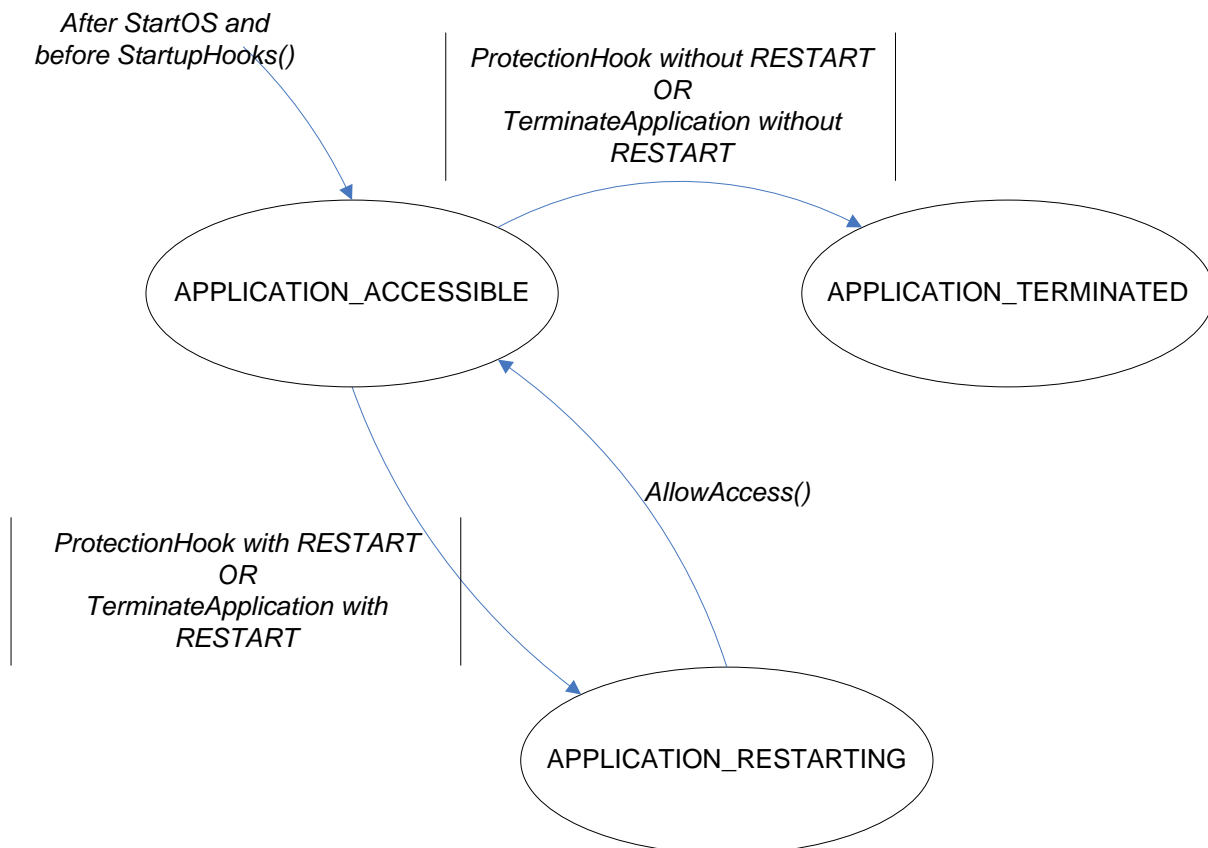 After StartOS and
before StartupHooks()
ProtectionHook without RESTART
OR
TerminateApplication without
RESTART
APPLICATION_ACCESSIBLE
APPLICATION_TERMINATED
AllowAccess()
ProtectionHook with RESTART
OR
TerminateApplication with
RESTART
APPLICATION_RESTARTING